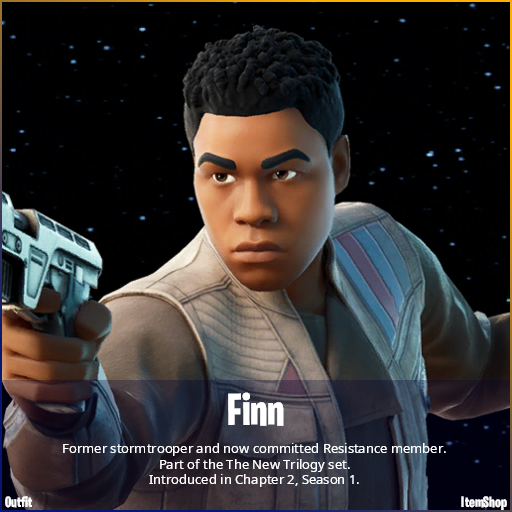 Finn
Former stormtrooper and now committed Resistance member.
Part of the The New Trilogy set.
Introduced in Chapter 2, Season 1.
Outfit
ItemShop